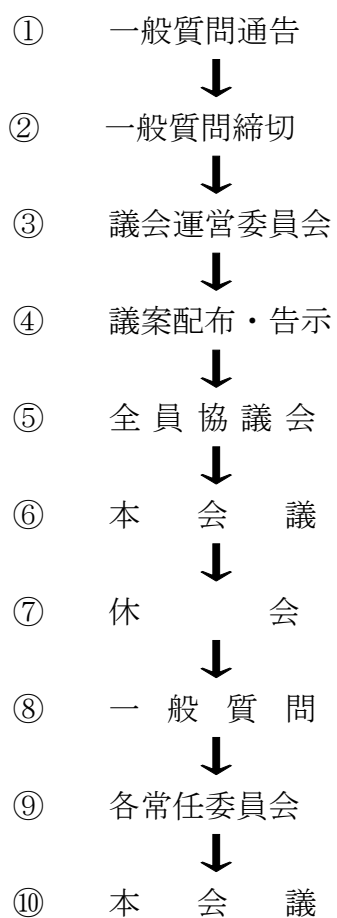 ① 一般質問通告
② 一般質問締切
③ 議会運営委員会
④ 議案配布・告示
⑤ 全員協議会
⑥ 本会議
⑦ 休会
⑧ 一般質問
⑨ 各常任委員会
⑩ 本会議